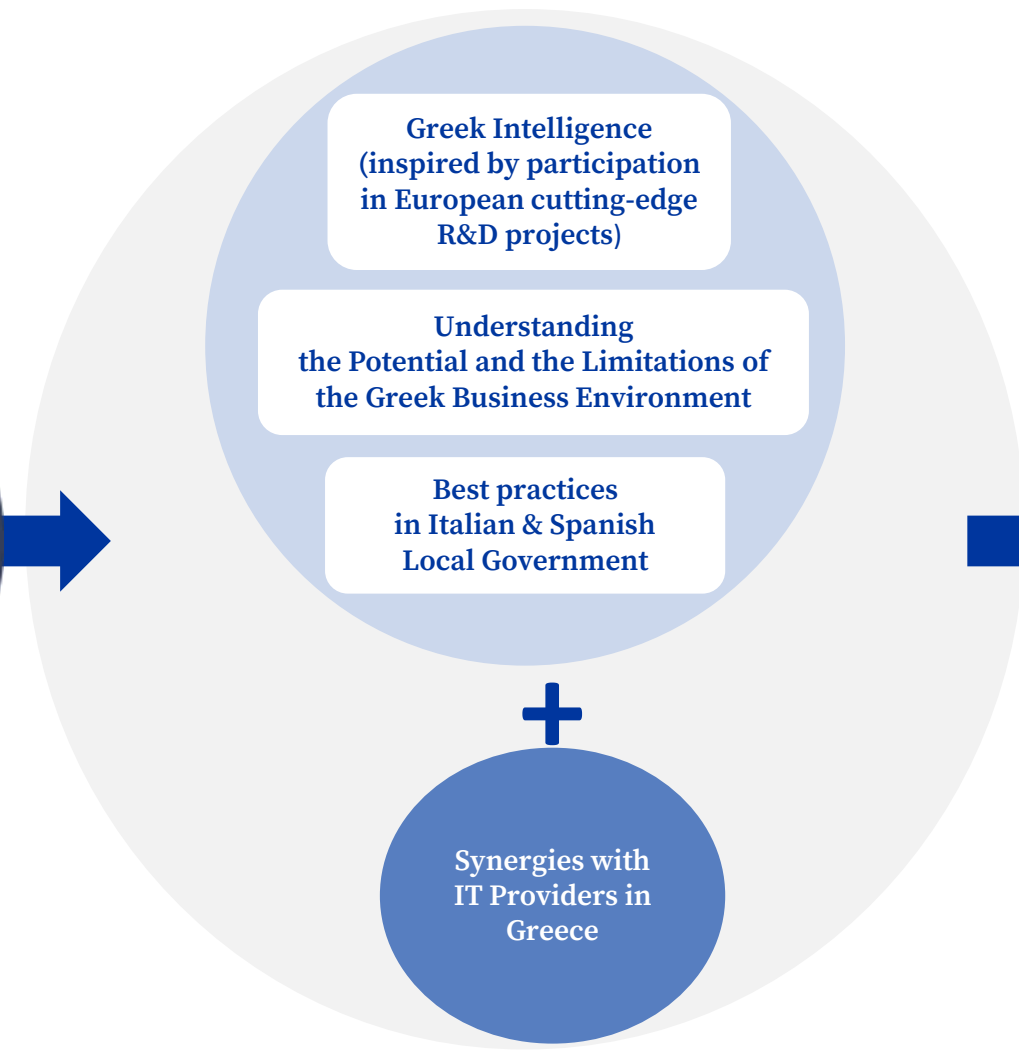 Greek Intelligence
(inspired by participation
in European cutting-edge
R&D projects)
Understanding
the Potential and the Limitations of
the Greek Business Environment
Best practices
in Italian & Spanish
Local Government
+
Synergies with
IT Providers in
Greece